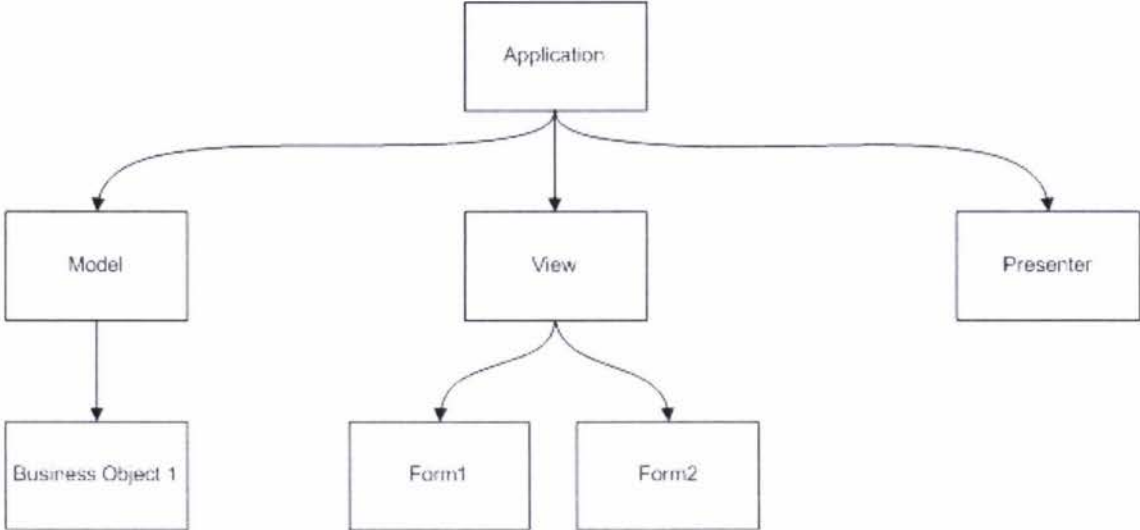 Application
Model
View
Presenter
Business Object 1
Form1
Form2